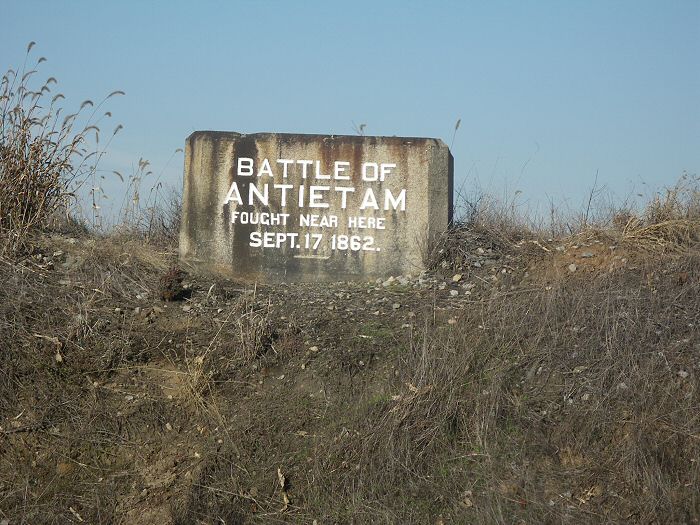 BATTLE OF
ANTIETAM
FOUGHT NEAR HERE
SEPT. 17 1862.